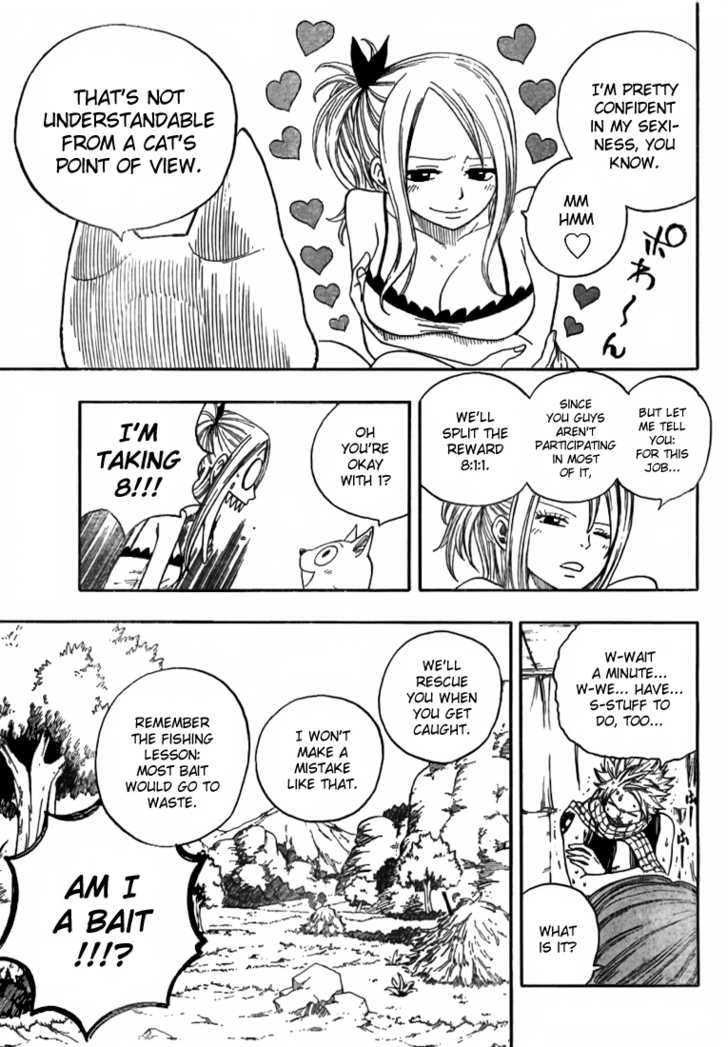 I'M PRETTY
CONFIDENT
IN MY SEXI-
NESS, YOU
KNOW.
MM
HMM
♡
ポわ〜ん
THAT'S NOT
UNDERSTANDABLE
FROM A CAT'S
POINT OF VIEW.
BUT LET
ME TELL
YOU:
FOR THIS
JOB...
SINCE
YOU GUYS
AREN'T
PARTICIPATING
IN MOST
OF IT,
WE'LL
SPLIT THE
REWARD
8:1:1.
OH
YOU'RE
OKAY
WITH 1?
I'M
TAKING
8!!!
W-WAIT
A MINUTE...
W-WE... HAVE...
S-STUFF TO
DO, TOO...
WHAT
IS IT?
WE'LL
RESCUE
YOU WHEN
YOU GET
CAUGHT.
I WON'T
MAKE A
MISTAKE
LIKE THAT.
REMEMBER
THE FISHING
LESSON:
MOST BAIT
WOULD GO TO
WASTE.
AM I
A BAIT
!!!?